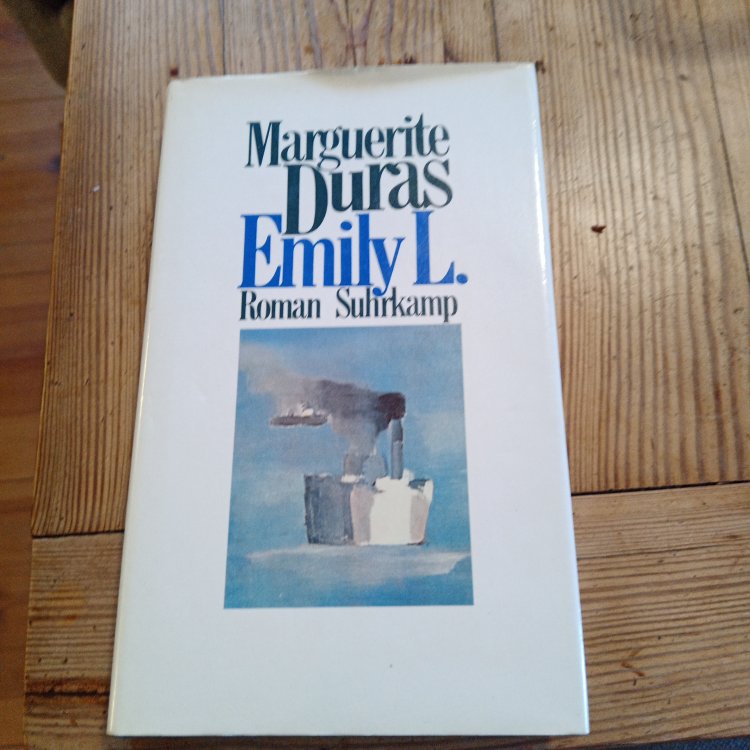 Marguerite
Duras
Emily L.
Roman Suhrkamp